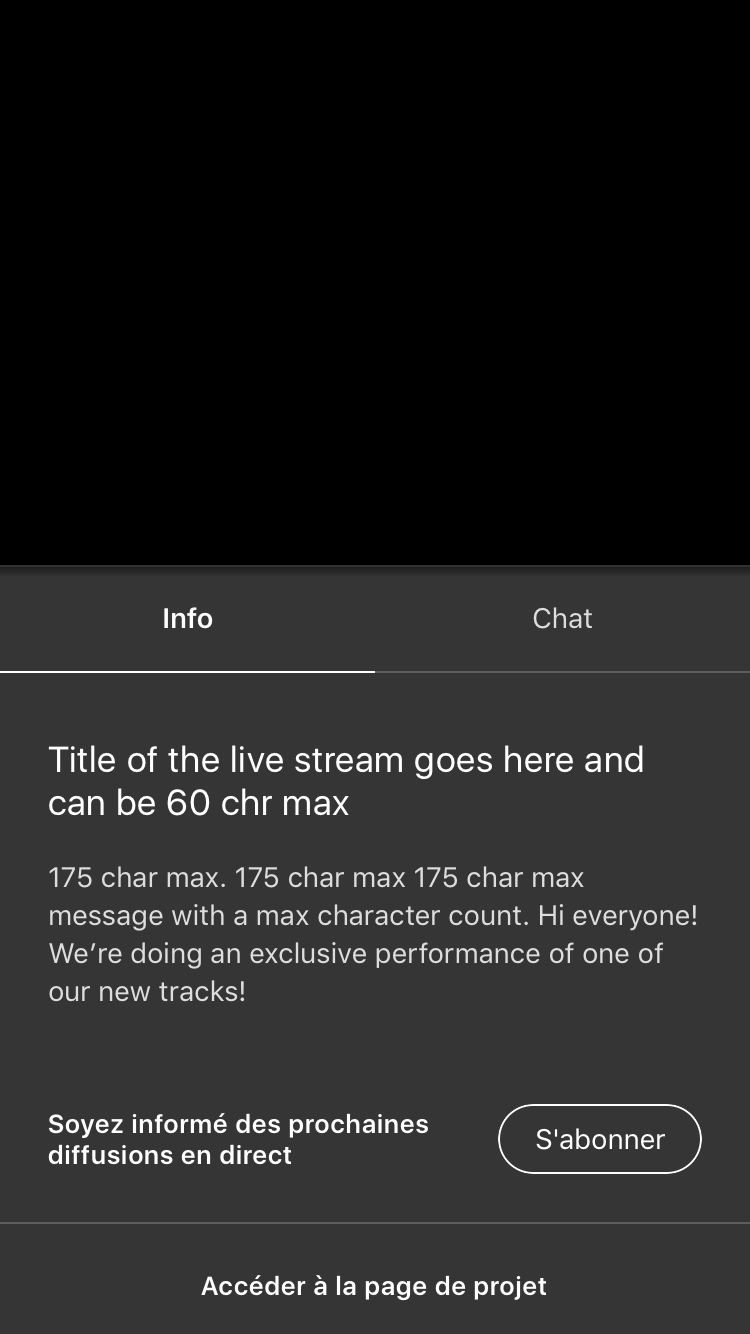 Info
Chat
Title of the live stream goes here and
can be 60 chr max
175 char max. 175 char max 175 char max
message with a max character count. Hi everyone!
We’re doing an exclusive performance of one of
our new tracks!
Soyez informé des prochaines
diffusions en direct
S'abonner
Accéder à la page de projet